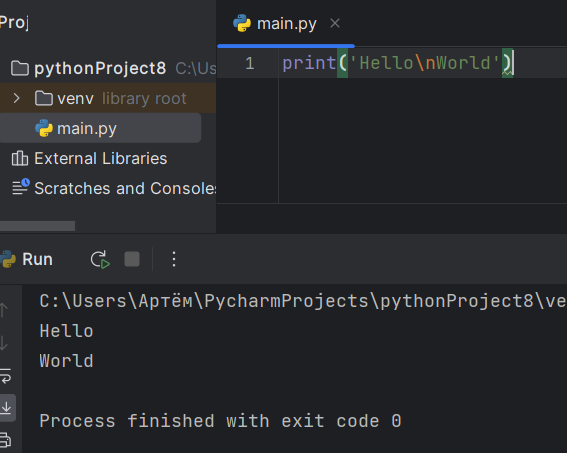 Proj
main.py
pythonProject8 C:\Us
venv library root
main.py
External Libraries
Scratches and Console
1 print('Hello\nWorld')
Run
C:\Users\Артём\PycharmProjects\pythonProject8\ve
Hello
World
Process finished with exit code 0